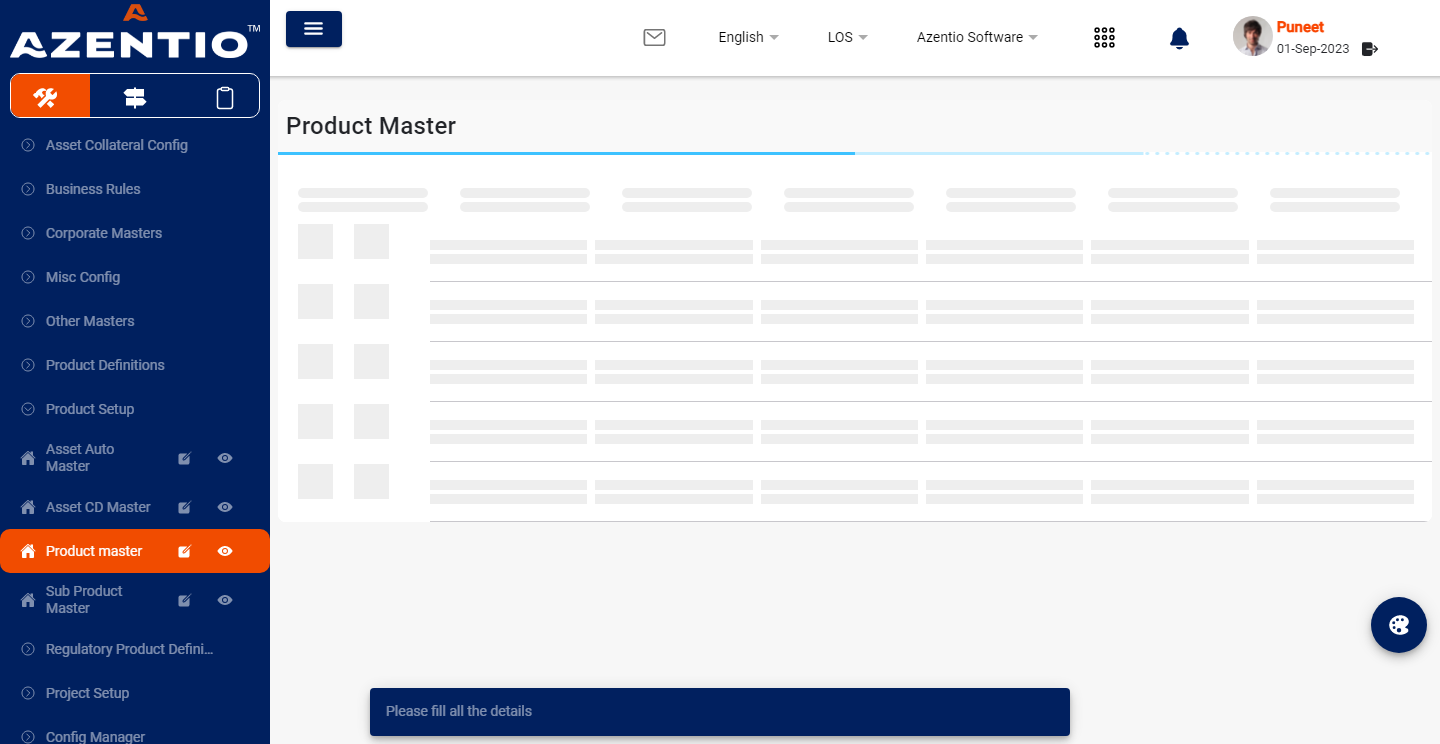 AZENTIO™
English
LOS
Azentio Software
Puneet
01-Sep-2023
Product Master
Asset Collateral Config
Business Rules
Corporate Masters
Misc Config
Other Masters
Product Definitions
Product Setup
Asset Auto
Master
Asset CD Master
Product master
Sub Product
Master
Regulatory Product Defini...
Project Setup
Config Manager
Please fill all the details